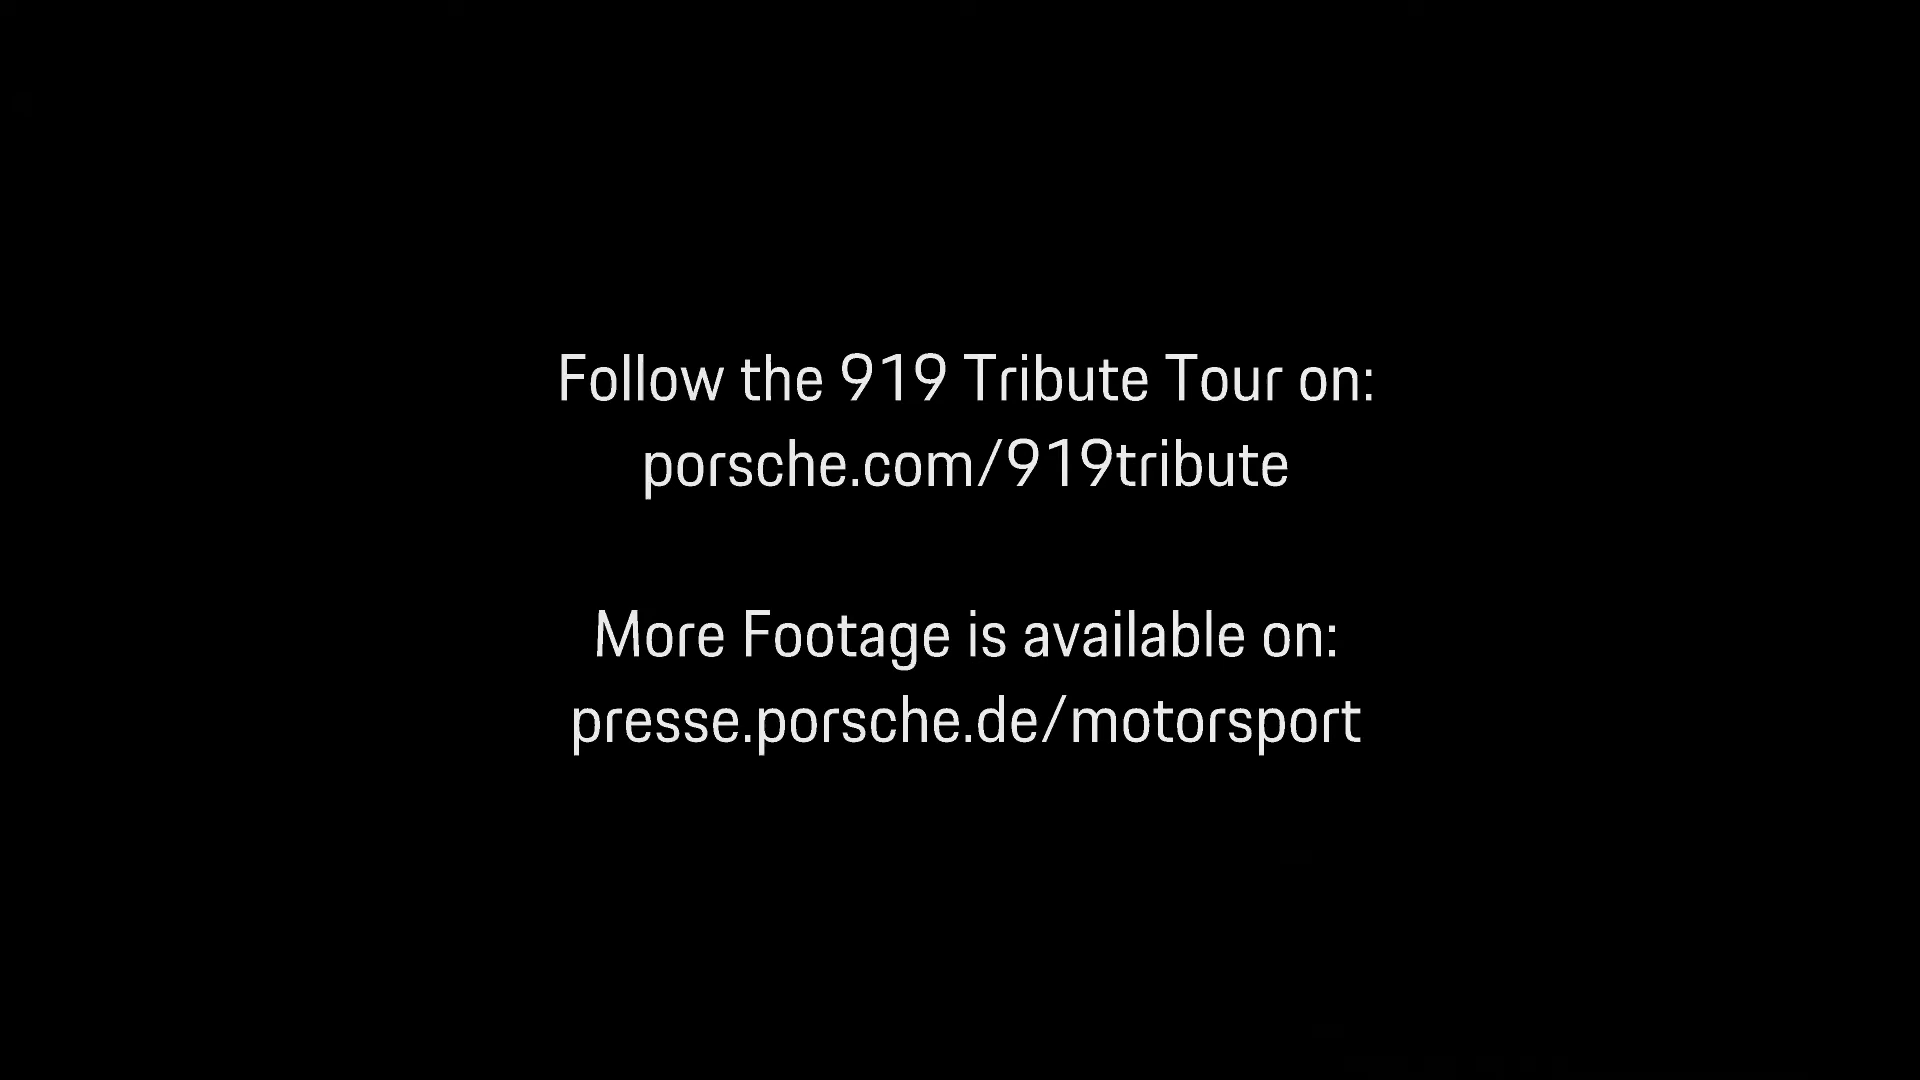 Follow the 919 Tribute Tour on:
porsche.com/919tribute
More Footage is available on:
presse.porsche.de/motorsport